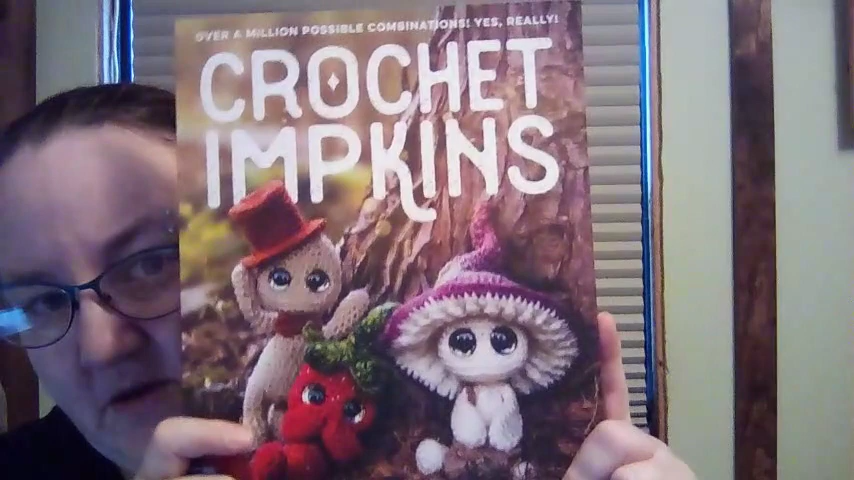 OVER A MILLION POSSIBLE COMBINATIONS! YES, REALLY!
CROCHET
IMPKINS